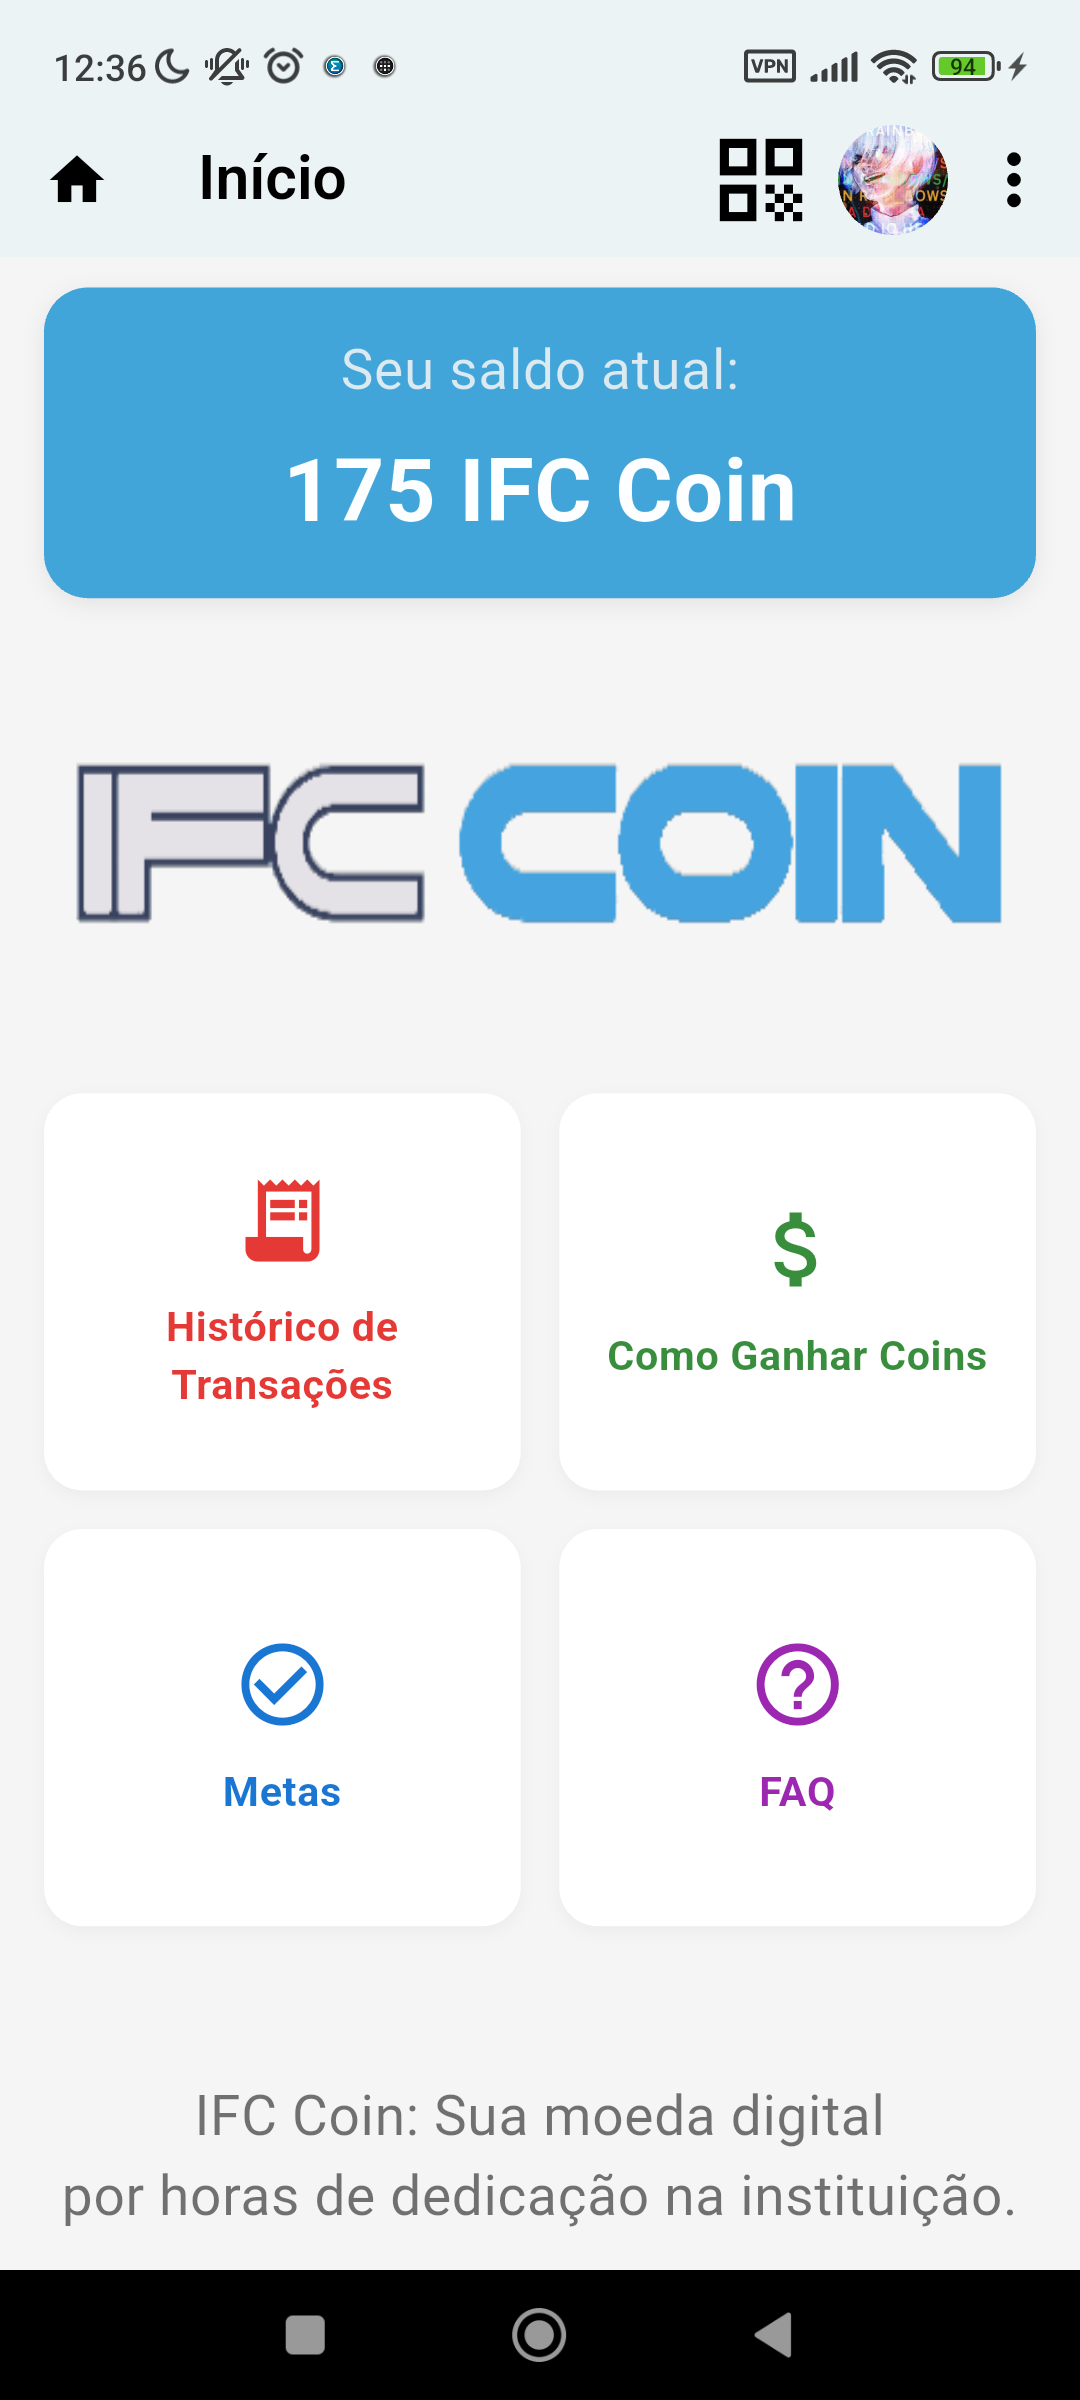 12:36
VPN
94
Início
Seu saldo atual:
175 IFC Coin
IFC COIN
Histórico de
Transações
Como Ganhar Coins
Metas
FAQ
IFC Coin: Sua moeda digital
por horas de dedicação na instituição.